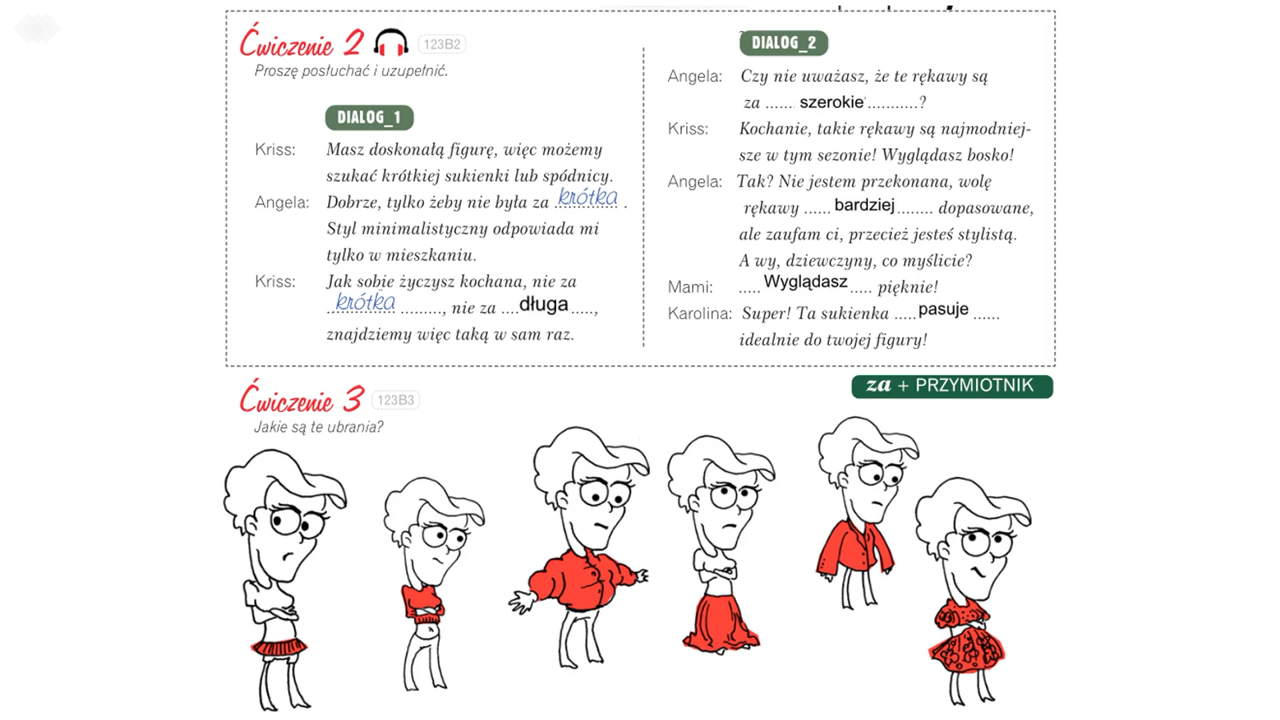 Ćwiczenie 2 123B2
Proszę posłuchać i uzupełnić.
DIALOG_1
Kriss: Masz doskonałą figurę, więc możemy
szukać krótkiej sukienki lub spódnicy.
Angela: Dobrze, tylko żeby nie była za krótka .
Styl minimalistyczny odpowiada mi
tylko w mieszkaniu.
Kriss: Jak sobie życzysz kochana, nie za
krótka ........., nie za ....długa.....,
znajdziemy więc taką w sam raz.
DIALOG_2
Angela: Czy nie uważasz, że te rękawy są
za ...... szerokie ...........?
Kriss: Kochanie, takie rękawy są najmodniej-
sze w tym sezonie! Wyglądasz bosko!
Angela: Tak? Nie jestem przekonana, wolę
rękawy ...... bardziej ........ dopasowane,
ale zaufam ci, przecież jesteś stylistą.
A wy, dziewczyny, co myślicie?
Mami: ..... Wyglądasz ..... pięknie!
Karolina: Super! Ta sukienka ..... pasuje ......
idealnie do twojej figury!
Ćwiczenie 3 123B3
Jakie są te ubrania?
za + PRZYMIOTNIK